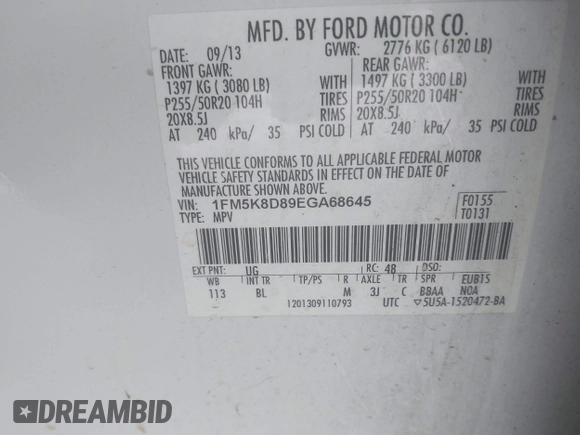 MFD. BY FORD MOTOR CO.
DATE: 09/13 GVWR: 2776 KG ( 6120 LB)
FRONT GAWR: REAR GAWR:
1397 KG ( 3080 LB) WITH 1497 KG ( 3300 LB) WITH
P255/50R20 104H TIRES P255/50R20 104H TIRES
20X8.5J RIMS 20X8.5J RIMS
AT 240 kPa/ 35 PSI COLD AT 240 kPa/ 35 PSI COLD
THIS VEHICLE CONFORMS TO ALL APPLICABLE FEDERAL MOTOR
VEHICLE SAFETY STANDARDS IN EFFECT ON THE DATE OF
MANUFACTURE SHOWN ABOVE.
VIN: 1FM5K8D89EGA68645 F0155
TYPE: MPV T0131
EXT PNT: UG RC: 48 DSO:
WB INT TR TP/PS R AXLE TR SPR EUB1S
113 BL M 3J C BBAA NOA
1201309110793 UTC ▽5U5A-1520472-BA
DREAMBID